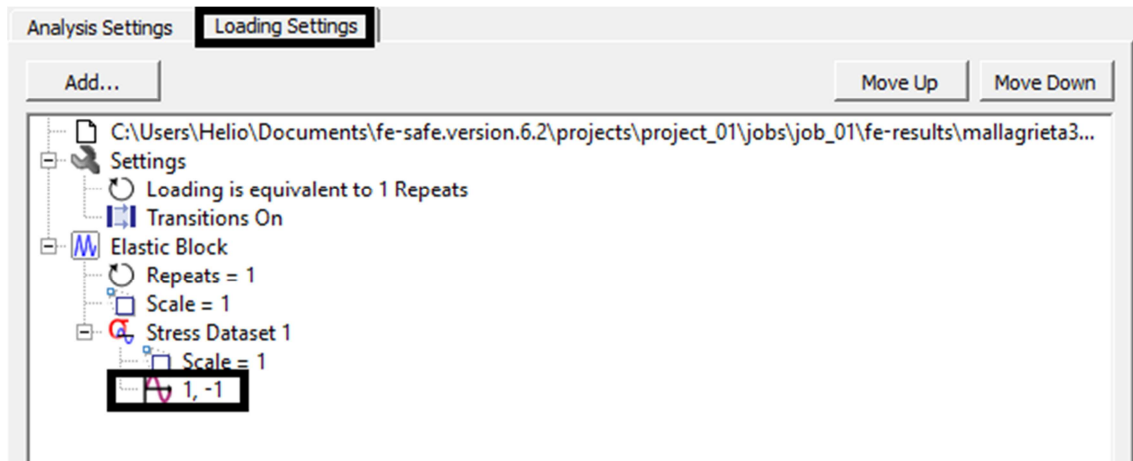 Analysis Settings Loading Settings
Add... Move Up Move Down
C:\Users\Helio\Documents\fe-safe.version.6.2\projects\project_01\jobs\job_01\fe-results\mallagrieta3...
Settings
Loading is equivalent to 1 Repeats
Transitions On
Elastic Block
Repeats = 1
Scale = 1
Stress Dataset 1
Scale = 1
1, -1